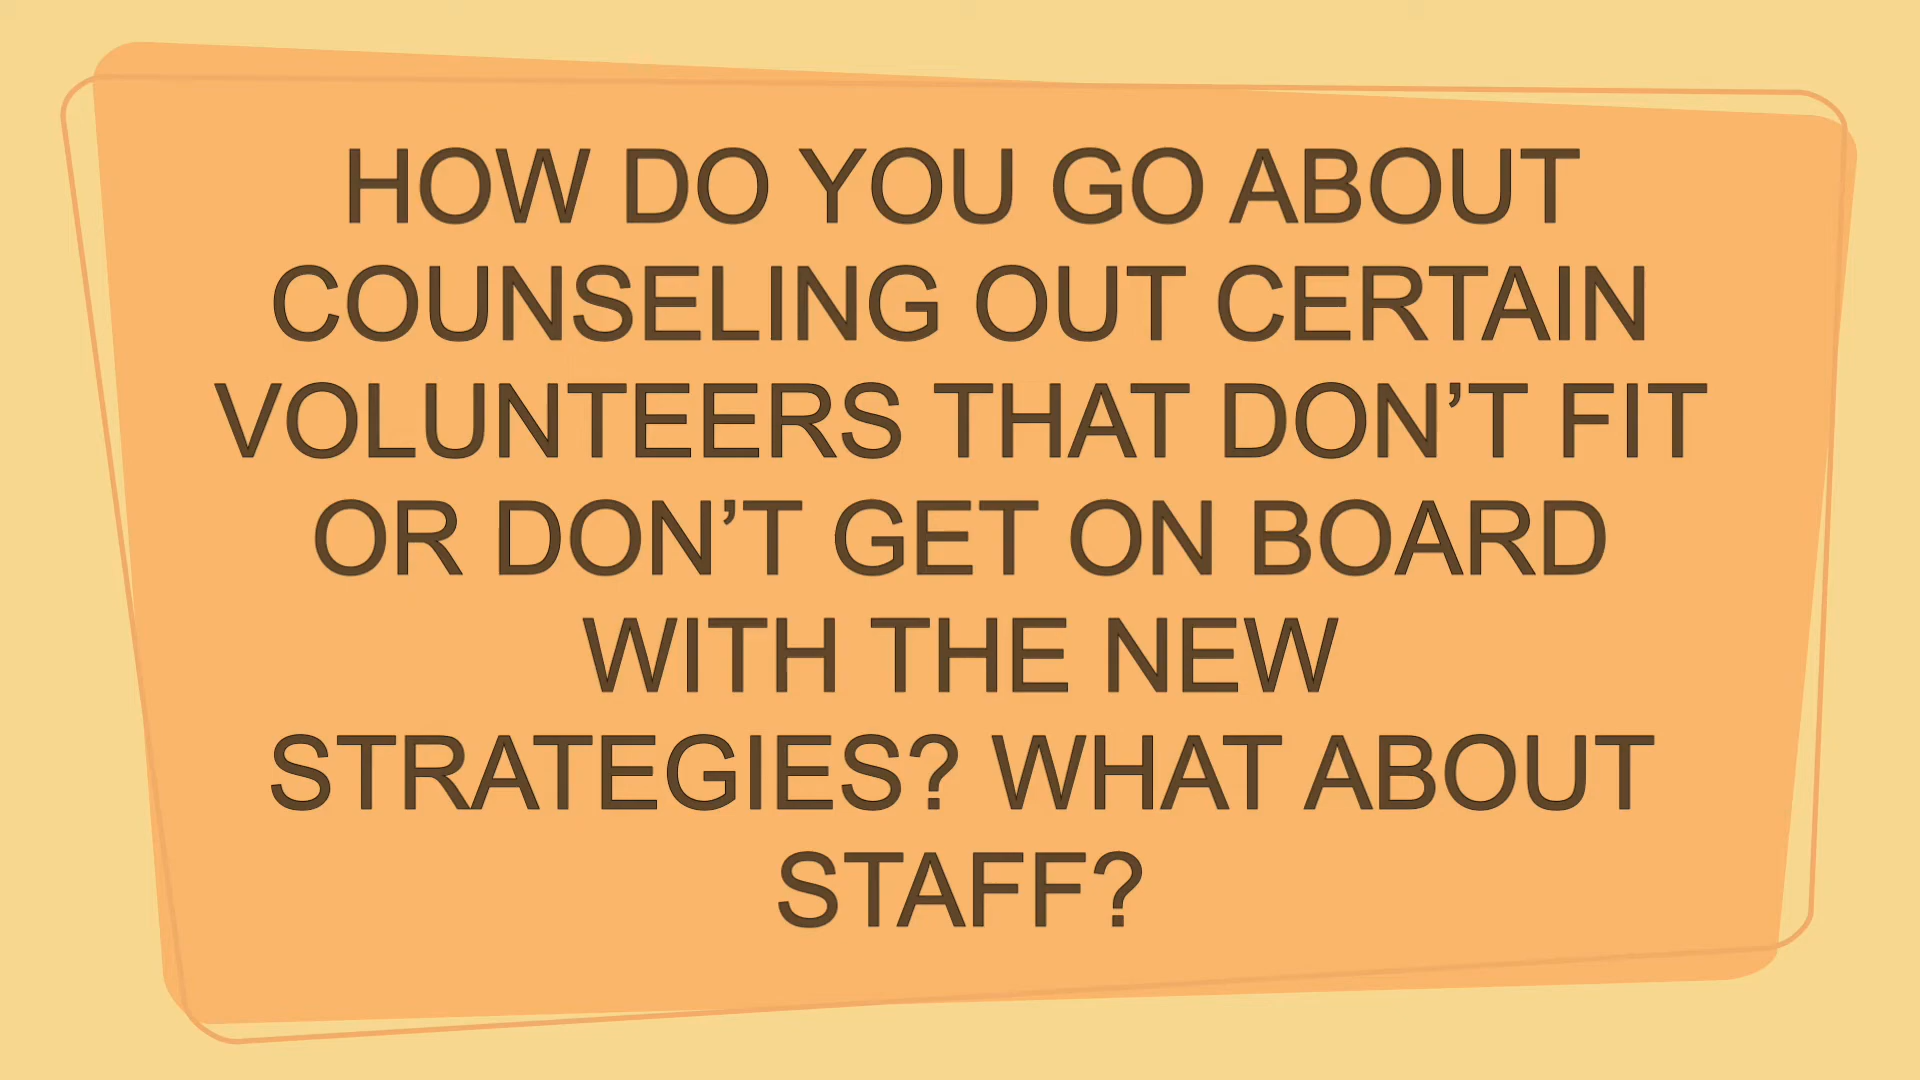 HOW DO YOU GO ABOUT
COUNSELING OUT CERTAIN
VOLUNTEERS THAT DON’T FIT
OR DON’T GET ON BOARD
WITH THE NEW
STRATEGIES? WHAT ABOUT
STAFF?